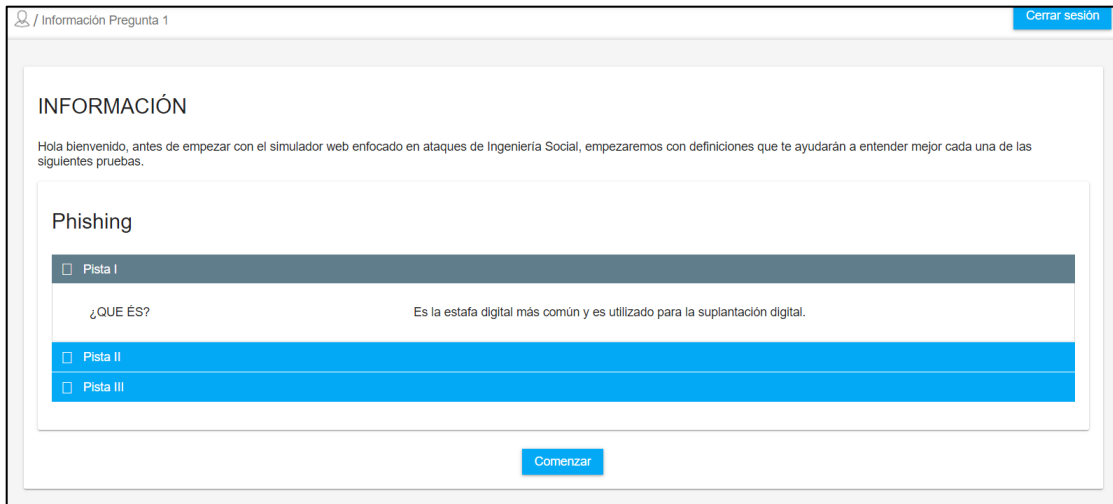 / Información Pregunta 1
Cerrar sesión
INFORMACIÓN
Hola bienvenido, antes de empezar con el simulador web enfocado en ataques de Ingeniería Social, empezaremos con definiciones que te ayudarán a entender mejor cada una de las
siguientes pruebas.
Phishing
Pista I
¿QUE ÉS? Es la estafa digital más común y es utilizado para la suplantación digital.
Pista II
Pista III
Comenzar